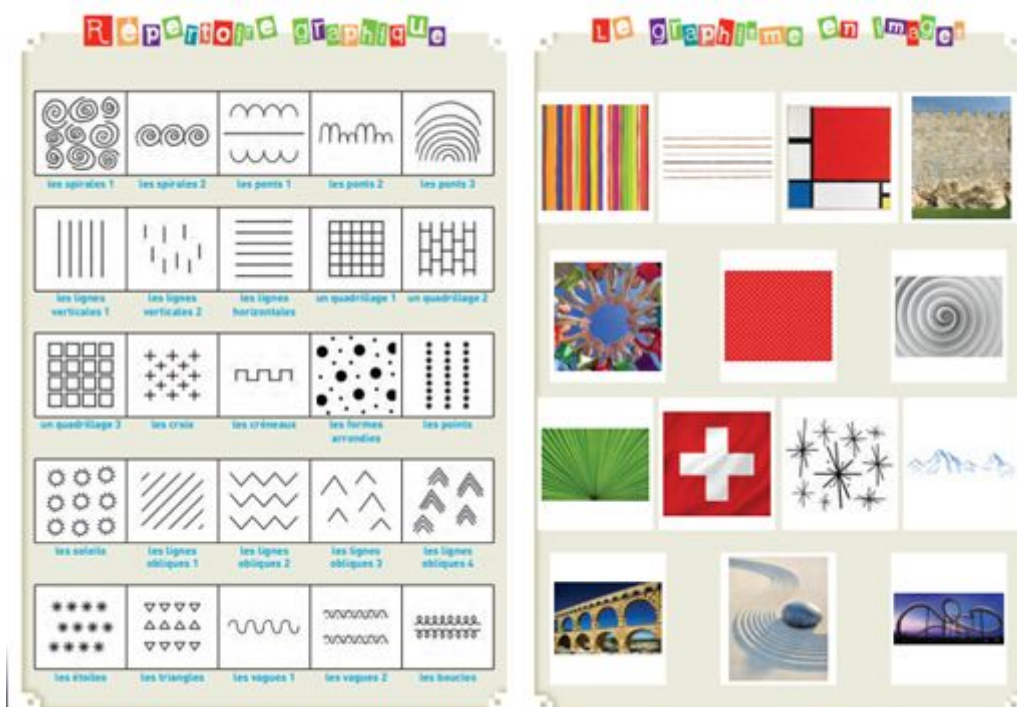 Répertoire graphique
les spirales 1
les spirales 2
les ponts 1
les ponts 2
les ponts 3
les lignes
verticales 1
les lignes
verticales 2
les lignes
horizontales
un quadrillage 1
un quadrillage 2
un quadrillage 3
les croix
les créneaux
les formes
arrondies
les points
les soleils
les lignes
obliques 1
les lignes
obliques 2
les lignes
obliques 3
les lignes
obliques 4
les étoiles
les triangles
les vagues 1
les vagues 2
les boucles
Le graphisme en images